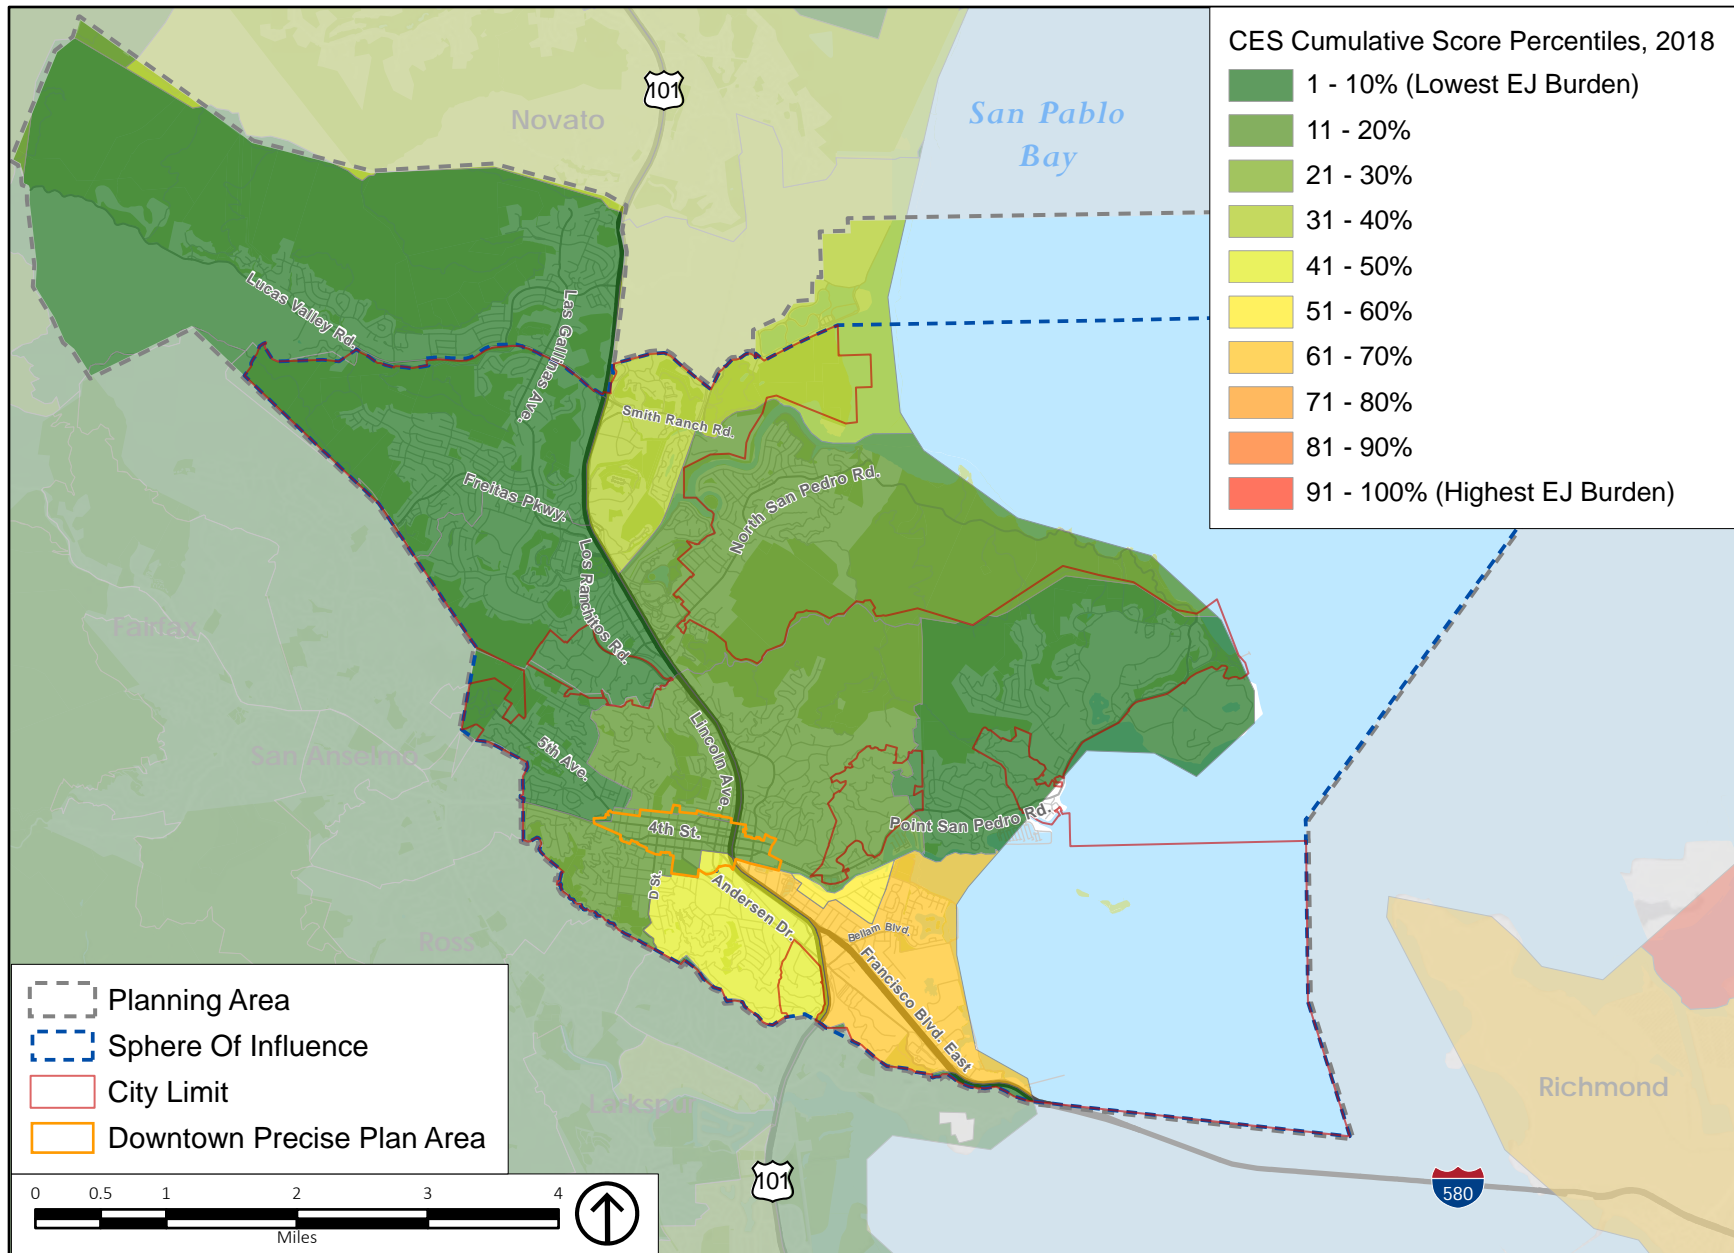 CES Cumulative Score Percentiles, 2018
1 - 10% (Lowest EJ Burden)
11 - 20%
21 - 30%
31 - 40%
41 - 50%
51 - 60%
61 - 70%
71 - 80%
81 - 90%
91 - 100% (Highest EJ Burden)
101
Novato
San Pablo
Bay
Lucas Valley Rd.
Las Gallinas Ave.
Smith Ranch Rd.
Freitas Pkwy.
North San Pedro Rd.
Los Ranchitos Rd.
Fairfax
San Anselmo
5th Ave.
Lincoln Ave.
4th St.
Point San Pedro Rd.
D St.
Andersen Dr.
Bellam Blvd.
Francisco Blvd. East
Ross
Larkspur
Richmond
101
580
Planning Area
Sphere Of Influence
City Limit
Downtown Precise Plan Area
0 0.5 1 2 3 4
Miles